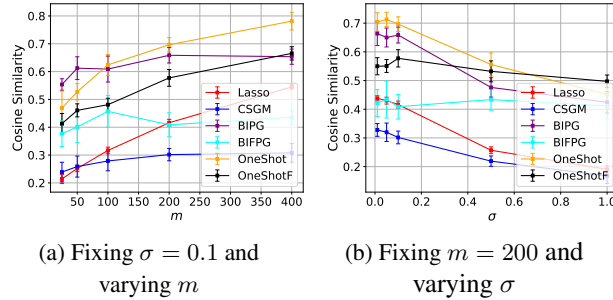 0.8
0.7
0.6
0.5
0.4
0.3
0.2
Cosine Similarity
Lasso
CSGM
BIPG
BIFPG
OneShot
OneShotF
50 100 150 200 250 300 350 400
m
0.7
0.6
0.5
0.4
0.3
0.2
Cosine Similarity
Lasso
CSGM
BIPG
BIFPG
OneShot
OneShotF
0.0 0.2 0.4 0.6 0.8 1.0
σ
(a) Fixing σ = 0.1 and
varying m
(b) Fixing m = 200 and
varying σ